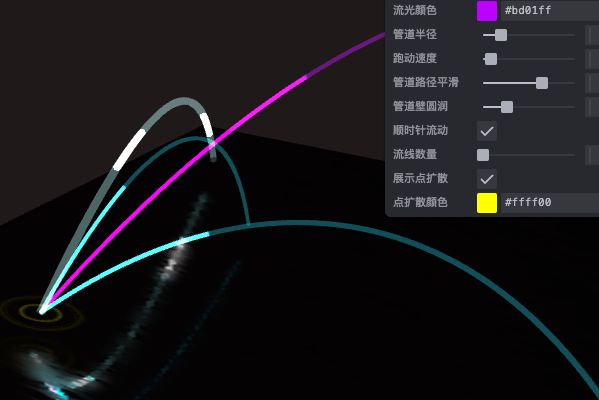 流光颜色 #bd01ff
管道半径
跑动速度
管道路径平滑
管道壁圆润
顺时针流动
流线数量
展示点扩散
点扩散颜色 #ffff00